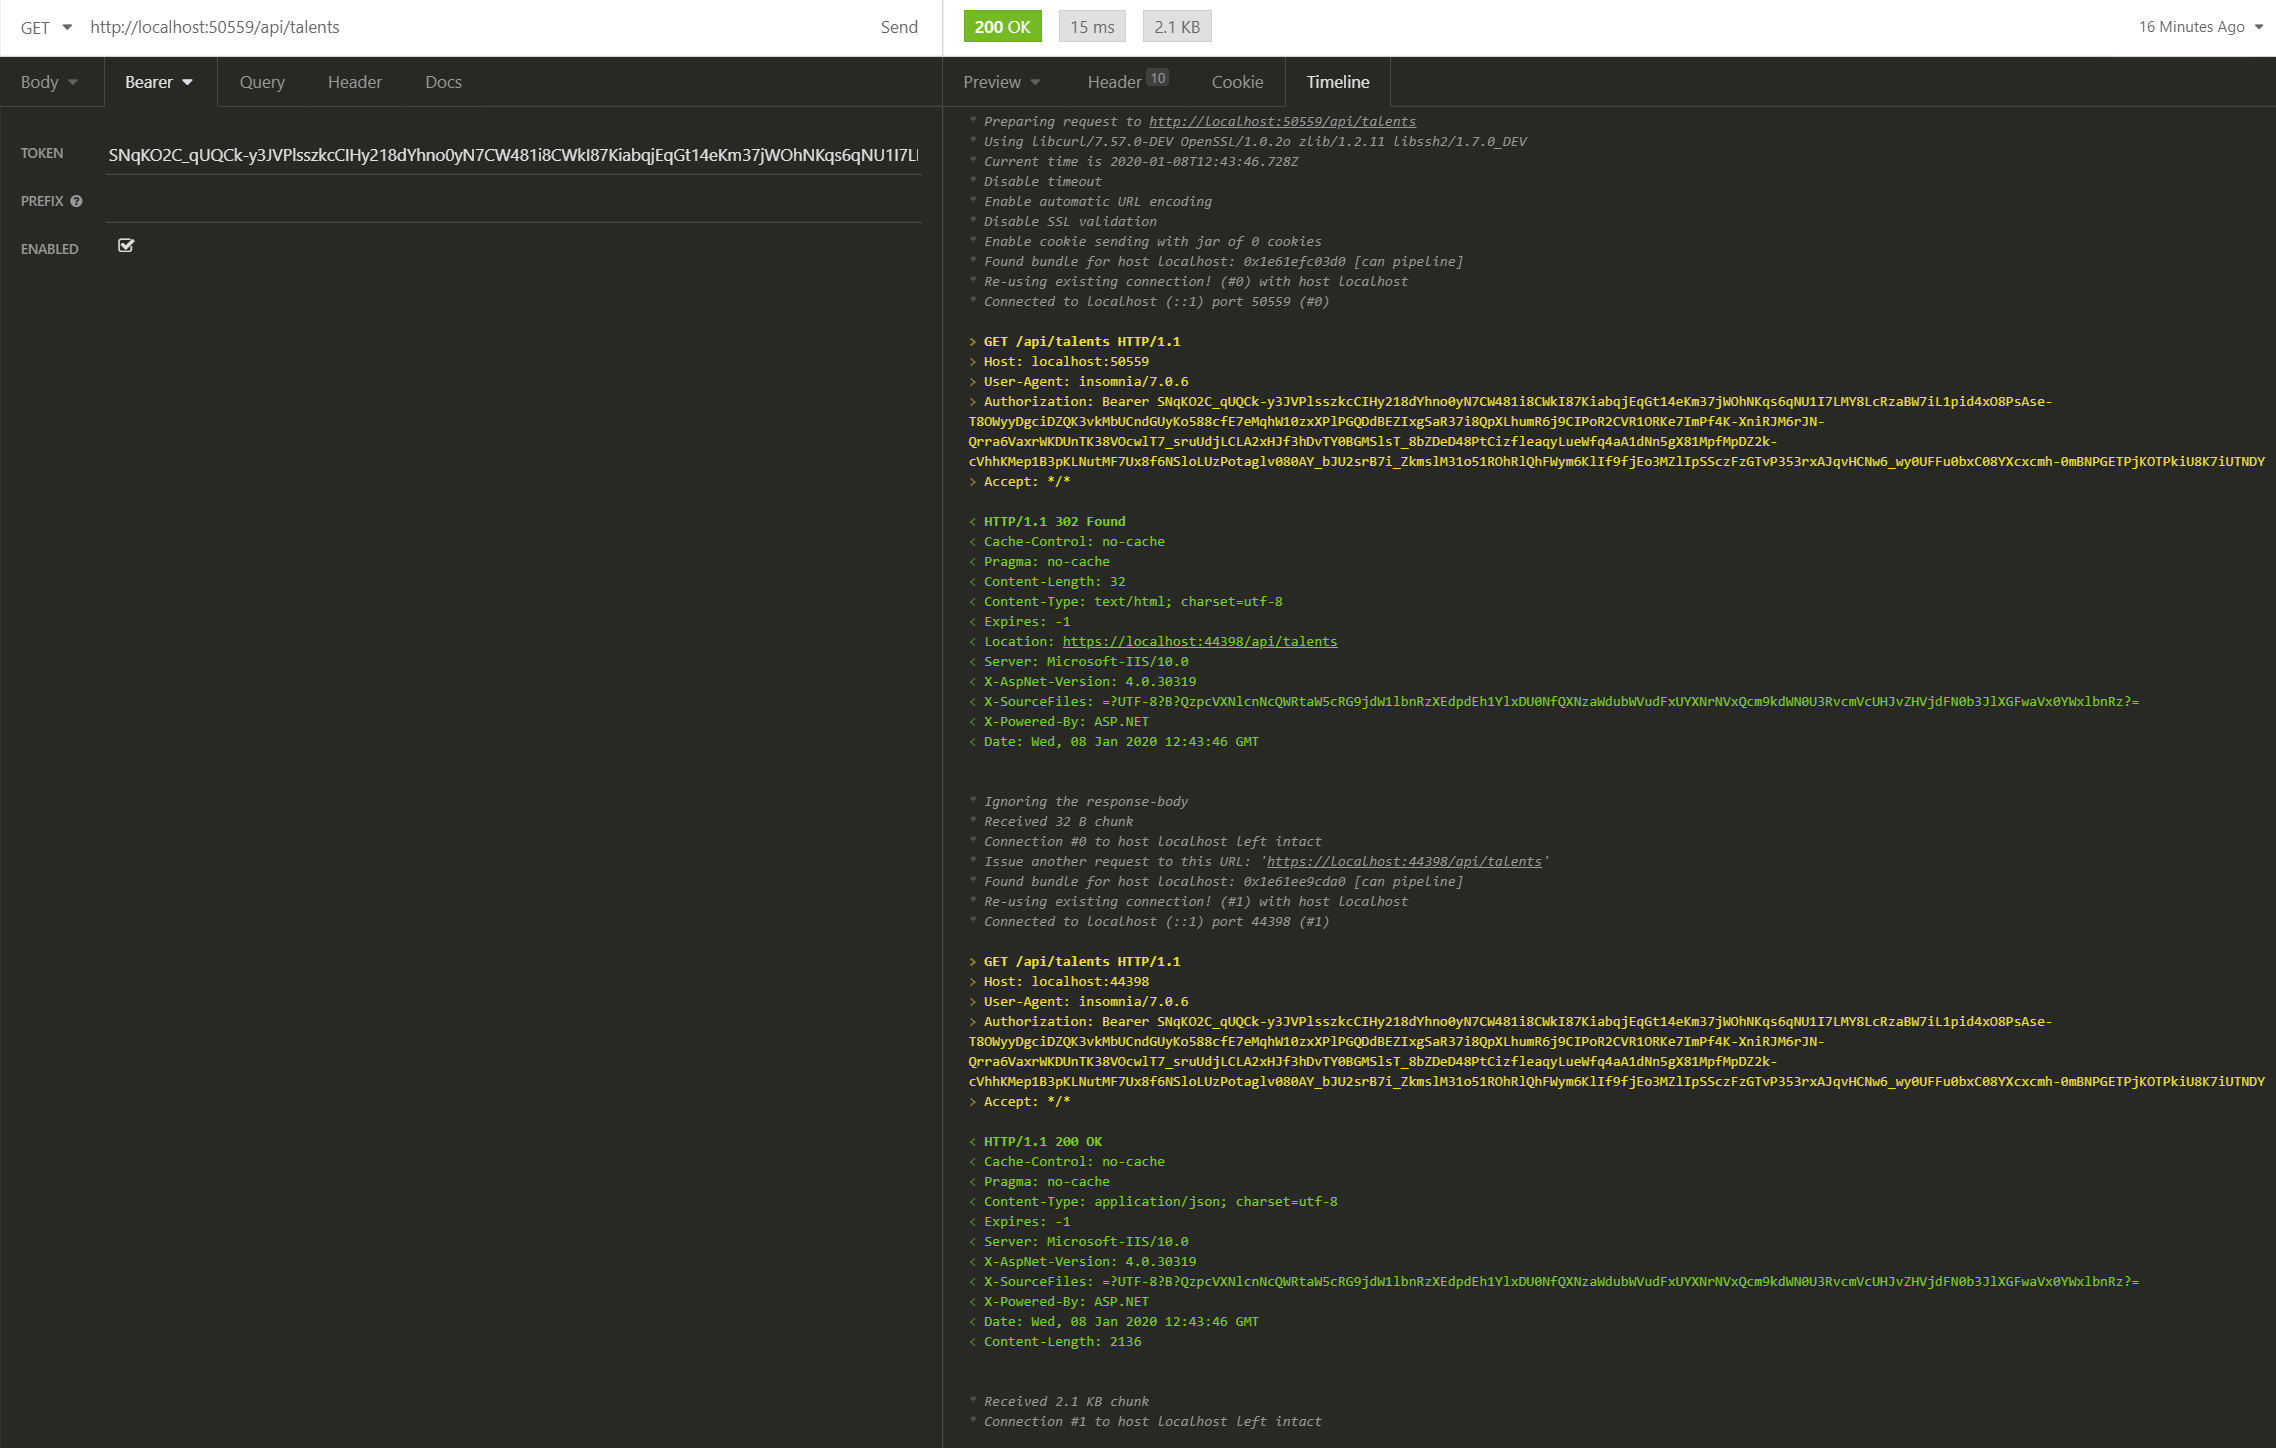 GET http://localhost:50559/api/talents Send
200 OK 15 ms 2.1 KB 16 Minutes Ago
Body Bearer Query Header Docs
Preview Header 10 Cookie Timeline
TOKEN SNqKO2C_qUQCk-y3JVPlsszkcCIHy218dYhno0yN7CW481i8CWkI87KiabqjEqGt14eKm37jWOhNKqs6qNU1I7LI
PREFIX
ENABLED
* Preparing request to http://localhost:50559/api/talents
* Using libcurl/7.57.0-DEV OpenSSL/1.0.2o zlib/1.2.11 libssh2/1.7.0_DEV
* Current time is 2020-01-08T12:43:46.728Z
* Disable timeout
* Enable automatic URL encoding
* Disable SSL validation
* Enable cookie sending with jar of 0 cookies
* Found bundle for host localhost: 0x1e61efc03d0 [can pipeline]
* Re-using existing connection! (#0) with host localhost
* Connected to localhost (::1) port 50559 (#0)
> GET /api/talents HTTP/1.1
> Host: localhost:50559
> User-Agent: insomnia/7.0.6
> Authorization: Bearer SNqKO2C_qUQCk-y3JVPlsszkcCIHy218dYhno0yN7CW481i8CWkI87KiabqjEqGt14eKm37jWOhNKqs6qNU1I7LMY8LcRzaBW7iL1pid4xO8PsAse-
T8OWyyDgciDZQK3vkMbUCndGUyKo588cfE7eMqhW10zxXPlPGQDdBEZIxgSaR37i8QpXLhumR6j9CIPoR2CVR1ORKe7ImPf4K-XniRJM6rJN-
Qrra6VaxrWKDUnTK38VOcwlT7_sruUdjLCLA2xHJf3hDvTY0BGMSlsT_8bZDeD48PtCizfleaqyLueWfq4aA1dNn5gX81MpfMpDZ2k-
cVhhKMep1B3pKLNutMF7Ux8f6NSloLUzPotaglv080AY_bJU2srB7i_ZkmslM31o51ROhRlQhFWym6KlIf9fjEo3MZlIpSSczFzGTvP353rxAJqvHCNw6_wy0UFFu0bxC08YXcxcmh-0mBNPGETPjKOTPkiU8K7iUTNDY
> Accept: */*
< HTTP/1.1 302 Found
< Cache-Control: no-cache
< Pragma: no-cache
< Content-Length: 32
< Content-Type: text/html; charset=utf-8
< Expires: -1
< Location: https://localhost:44398/api/talents
< Server: Microsoft-IIS/10.0
< X-AspNet-Version: 4.0.30319
< X-SourceFiles: =?UTF-8?B?QzpcVXNlcnNcQWRtaW5cRG9jdW1lbnRzXEdpdEh1YlxDU0NfQXNzaWdubWVudFxUYXNrNVxQcm9kdWN0U3RvcmVcUHJvZHVjdFN0b3JlXGFwaVx0YWxlbnRz?=
< X-Powered-By: ASP.NET
< Date: Wed, 08 Jan 2020 12:43:46 GMT
* Ignoring the response-body
* Received 32 B chunk
* Connection #0 to host localhost left intact
* Issue another request to this URL: 'https://localhost:44398/api/talents'
* Found bundle for host localhost: 0x1e61ee9cda0 [can pipeline]
* Re-using existing connection! (#1) with host localhost
* Connected to localhost (::1) port 44398 (#1)
> GET /api/talents HTTP/1.1
> Host: localhost:44398
> User-Agent: insomnia/7.0.6
> Authorization: Bearer SNqKO2C_qUQCk-y3JVPlsszkcCIHy218dYhno0yN7CW481i8CWkI87KiabqjEqGt14eKm37jWOhNKqs6qNU1I7LMY8LcRzaBW7iL1pid4xO8PsAse-
T8OWyyDgciDZQK3vkMbUCndGUyKo588cfE7eMqhW10zxXPlPGQDdBEZIxgSaR37i8QpXLhumR6j9CIPoR2CVR1ORKe7ImPf4K-XniRJM6rJN-
Qrra6VaxrWKDUnTK38VOcwlT7_sruUdjLCLA2xHJf3hDvTY0BGMSlsT_8bZDeD48PtCizfleaqyLueWfq4aA1dNn5gX81MpfMpDZ2k-
cVhhKMep1B3pKLNutMF7Ux8f6NSloLUzPotaglv080AY_bJU2srB7i_ZkmslM31o51ROhRlQhFWym6KlIf9fjEo3MZlIpSSczFzGTvP353rxAJqvHCNw6_wy0UFFu0bxC08YXcxcmh-0mBNPGETPjKOTPkiU8K7iUTNDY
> Accept: */*
< HTTP/1.1 200 OK
< Cache-Control: no-cache
< Pragma: no-cache
< Content-Type: application/json; charset=utf-8
< Expires: -1
< Server: Microsoft-IIS/10.0
< X-AspNet-Version: 4.0.30319
< X-SourceFiles: =?UTF-8?B?QzpcVXNlcnNcQWRtaW5cRG9jdW1lbnRzXEdpdEh1YlxDU0NfQXNzaWdubWVudFxUYXNrNVxQcm9kdWN0U3RvcmVcUHJvZHVjdFN0b3JlXGFwaVx0YWxlbnRz?=
< X-Powered-By: ASP.NET
< Date: Wed, 08 Jan 2020 12:43:46 GMT
< Content-Length: 2136
* Received 2.1 KB chunk
* Connection #1 to host localhost left intact